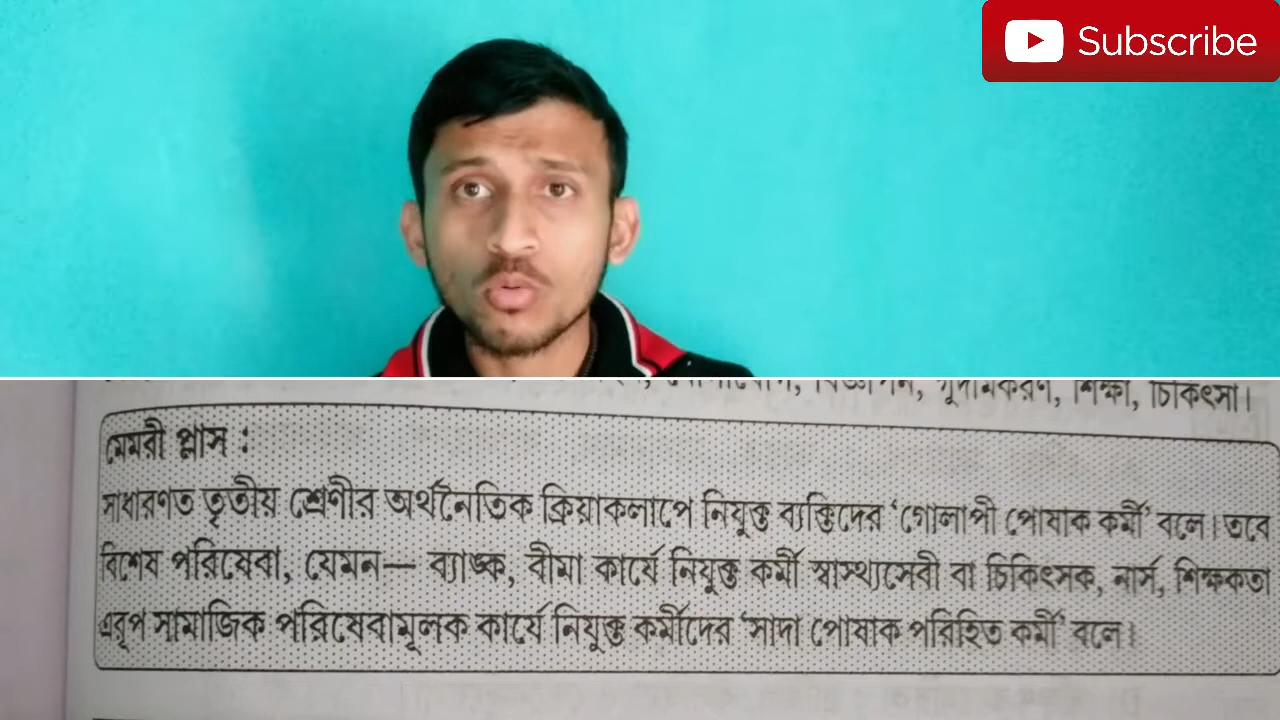 Subscribe
শিক্ষা, চিকিৎসা।
মেমরী প্লাস :
সাধারণত তৃতীয় শ্রেণীর অর্থনৈতিক ক্রিয়াকলাপে নিযুক্ত ব্যক্তিদের ‘গোলাপী পোষাক কর্মী’ বলে। তবে
বিশেষ পরিষেবা, যেমন— ব্যাঙ্ক, বীমা কার্যে নিযুক্ত কর্মী স্বাস্থ্যসেবী বা চিকিৎসক, নার্স, শিক্ষকতা
এরূপ সামাজিক পরিষেবামূলক কার্যে নিযুক্ত কর্মীদের ‘সাদা পোষাক পরিহিত কর্মী’ বলে।